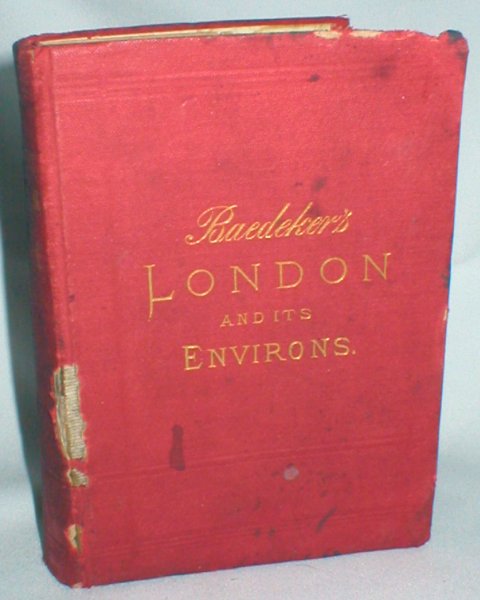 Baedeker's
LONDON
AND ITS
ENVIRONS.